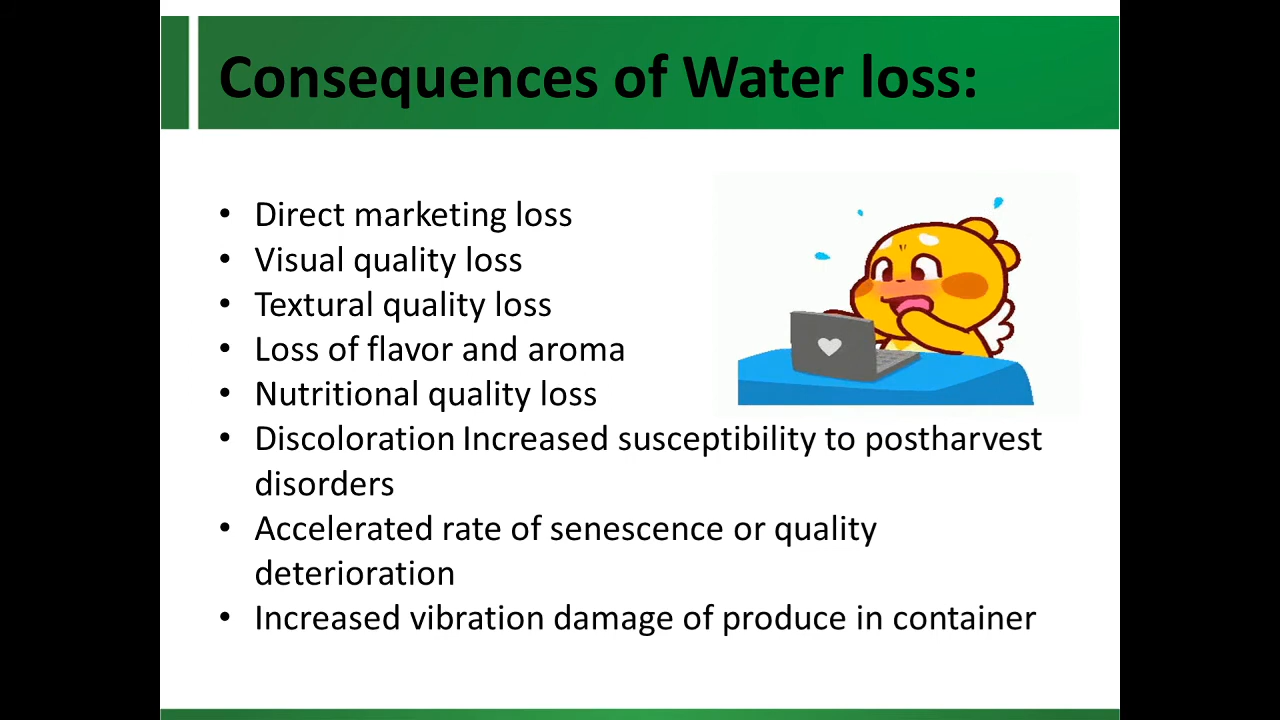 Consequences of Water loss:
• Direct marketing loss
• Visual quality loss
• Textural quality loss
• Loss of flavor and aroma
• Nutritional quality loss
• Discoloration Increased susceptibility to postharvest
disorders
• Accelerated rate of senescence or quality
deterioration
• Increased vibration damage of produce in container